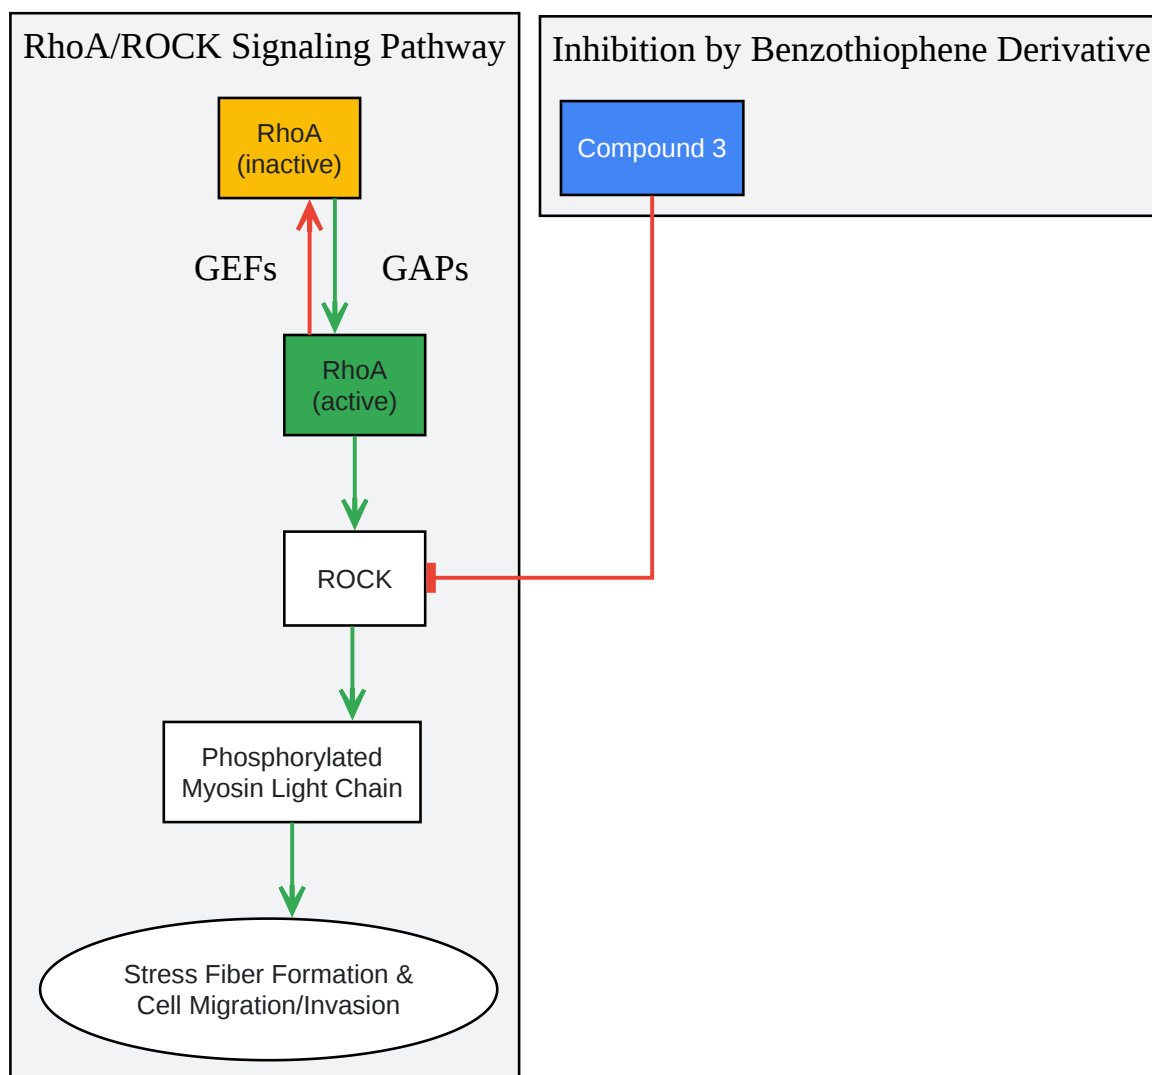 RhoA/ROCK Signaling Pathway
Inhibition by Benzothiophene Derivative
RhoA
(inactive)
Compound 3
GEFs
GAPs
RhoA
(active)
ROCK
Phosphorylated
Myosin Light Chain
Stress Fiber Formation &
Cell Migration/Invasion